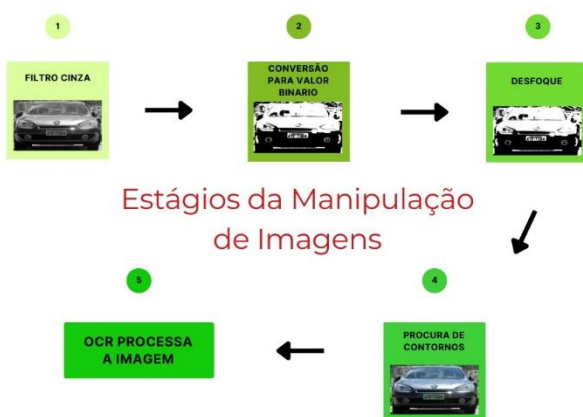 1
FILTRO CINZA
2
CONVERSÃO
PARA VALOR
BINARIO
3
DESFOQUE
Estágios da Manipulação
de Imagens
4
PROCURA DE
CONTORNOS
5
OCR PROCESSA
A IMAGEM